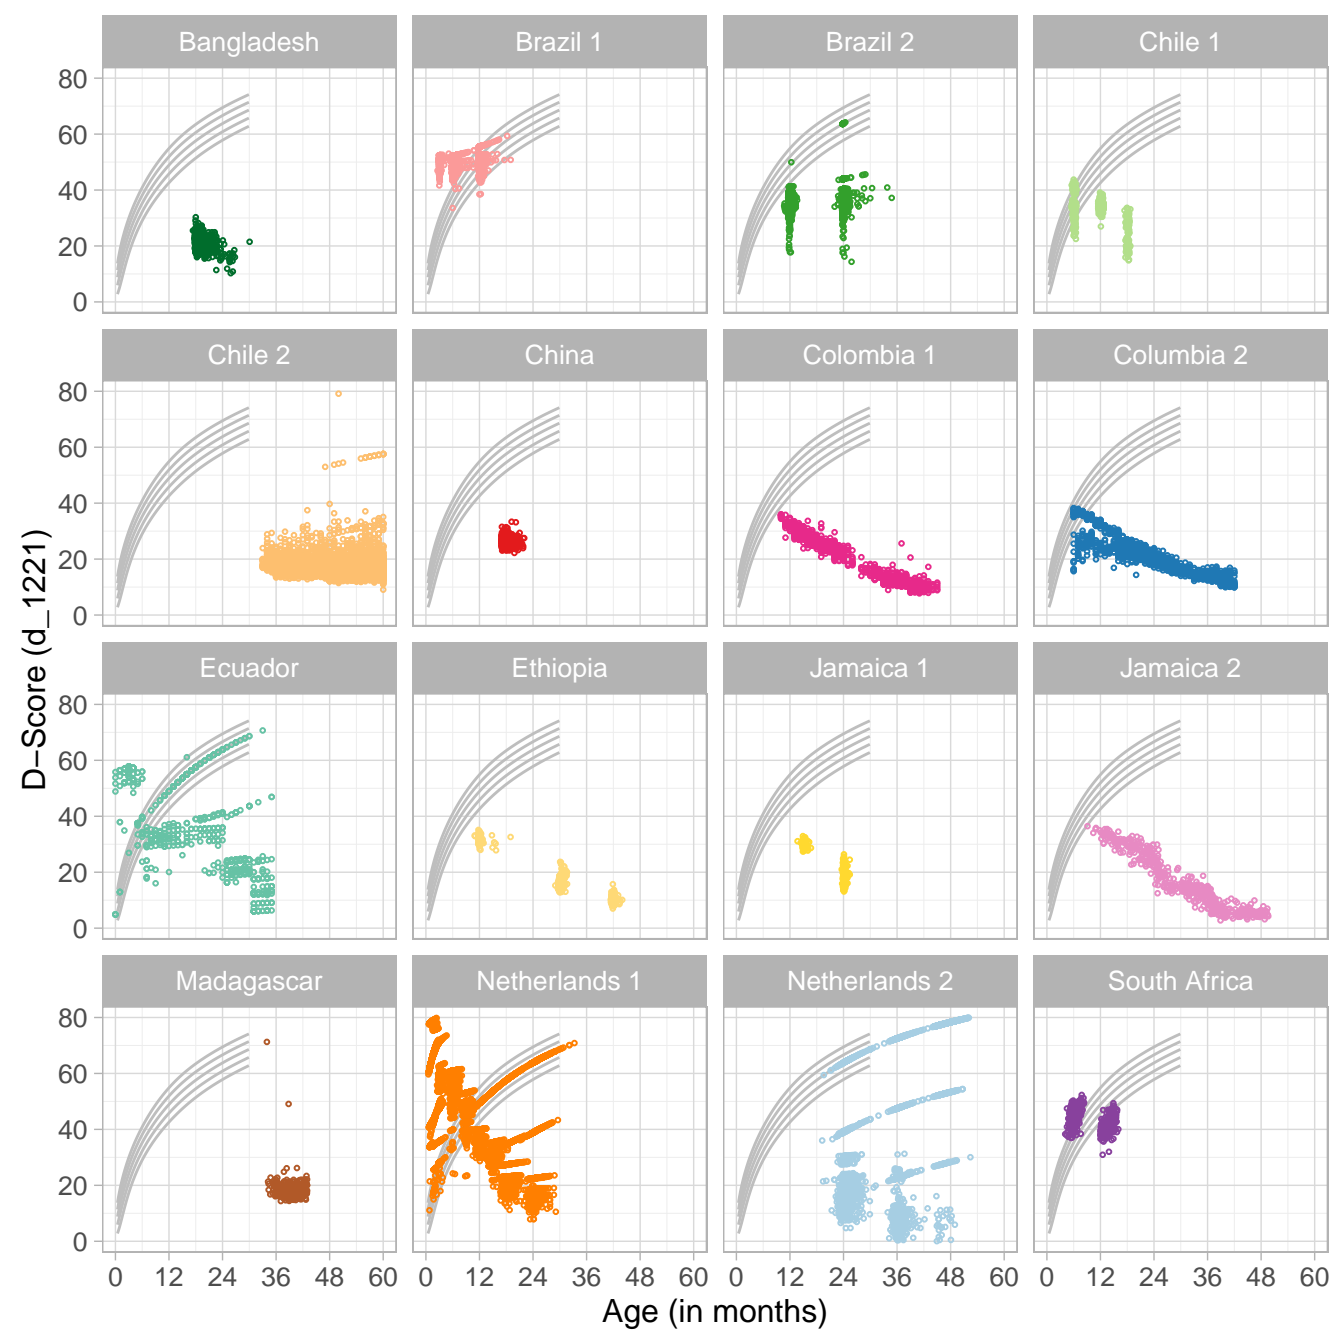 Bangladesh Brazil 1 Brazil 2 Chile 1
80
60
40
20
0
Chile 2 China Colombia 1 Columbia 2
80
60
40
20
0
D−Score (d_1221)
Ecuador Ethiopia Jamaica 1 Jamaica 2
80
60
40
20
0
Madagascar Netherlands 1 Netherlands 2 South Africa
80
60
40
20
0
0 12 24 36 48 60 0 12 24 36 48 60 0 12 24 36 48 60 0 12 24 36 48 60
Age (in months)